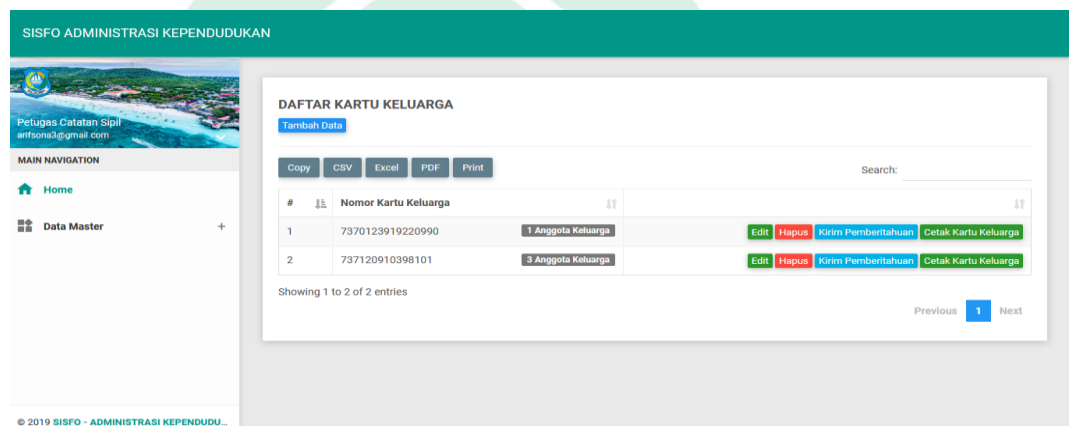 SISFO ADMINISTRASI KEPENDUDUKAN
Petugas Catatan Sipil
arifsona3@gmail.com
MAIN NAVIGATION
Home
Data Master +
© 2019 SISFO - ADMINISTRASI KEPENDUDU...
DAFTAR KARTU KELUARGA
Tambah Data
Copy CSV Excel PDF Print
Search:
# Nomor Kartu Keluarga
1 7370123919220990 1 Anggota Keluarga Edit Hapus Kirim Pemberitahuan Cetak Kartu Keluarga
2 737120910398101 3 Anggota Keluarga Edit Hapus Kirim Pemberitahuan Cetak Kartu Keluarga
Showing 1 to 2 of 2 entries
Previous 1 Next